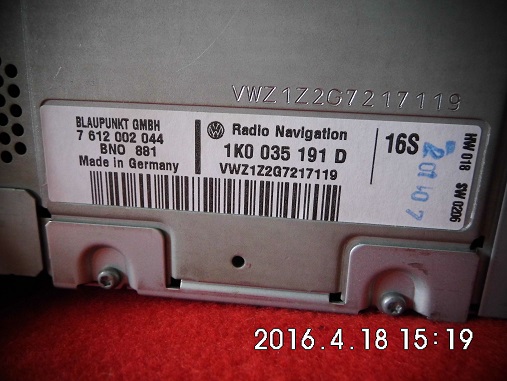 VWZ1Z2G7217119
BLAUPUNKT GMBH
7 612 002 044
BNO 881
Made in Germany
Radio Navigation
1K0 035 191 D
VWZ1Z2G7217119
16S
HW 018 SW 0206
2016.4.18 15:19